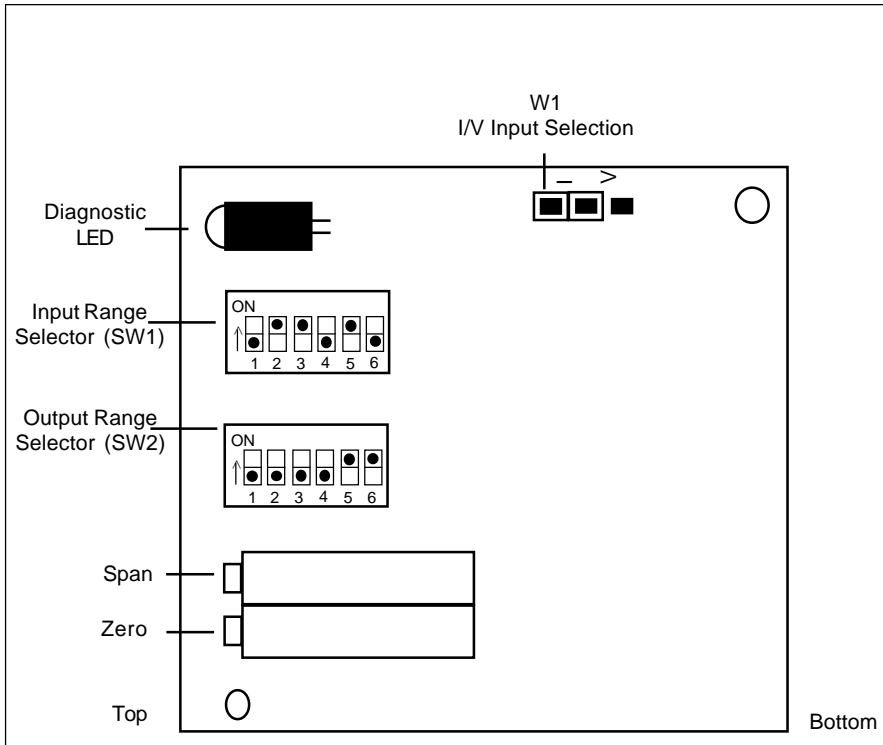 W1
I/V Input Selection
I V
Diagnostic
LED
ON
Input Range
Selector (SW1)
1 2 3 4 5 6
Output Range
Selector (SW2)
ON
1 2 3 4 5 6
Span
Zero
Top
Bottom